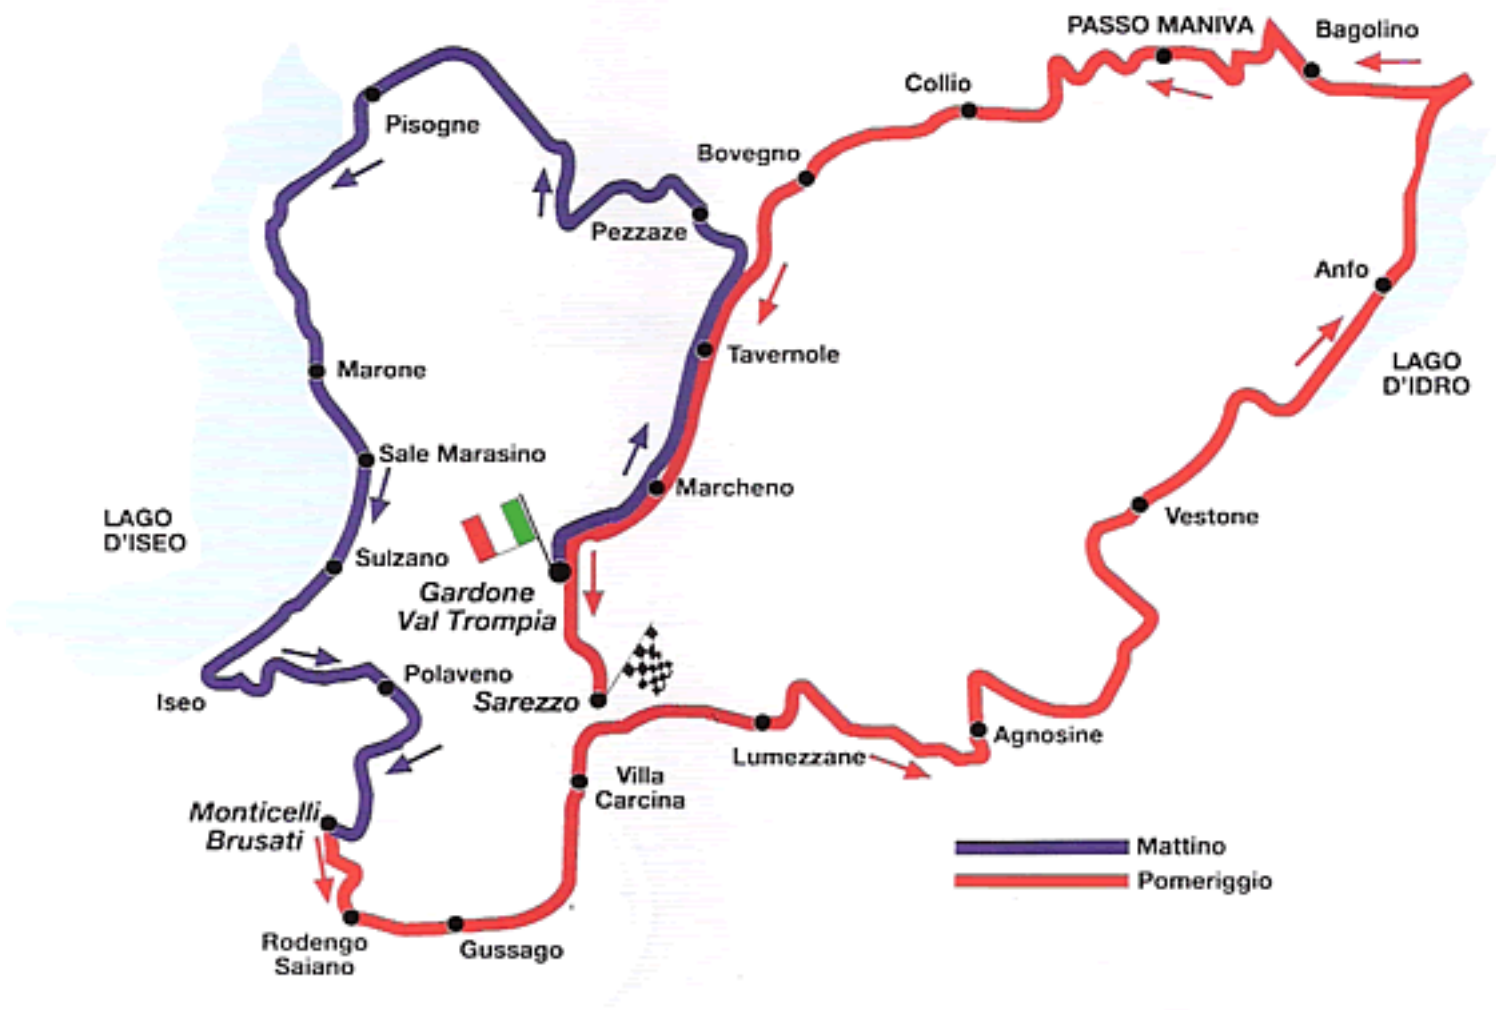 PASSO MANIVA
Bagolino
Collio
Pisogne
Bovegno
Pezzaze
Anfo
Tavernole
LAGO
D'IDRO
Marone
Sale Marasino
Marcheno
LAGO
D'ISEO
Vestone
Sulzano
Gardone
Val Trompia
Polaveno
Iseo
Sarezzo
Agnosine
Lumezzane
Villa
Carcina
Monticelli
Brusati
Mattino
Pomeriggio
Rodengo
Saiano
Gussago